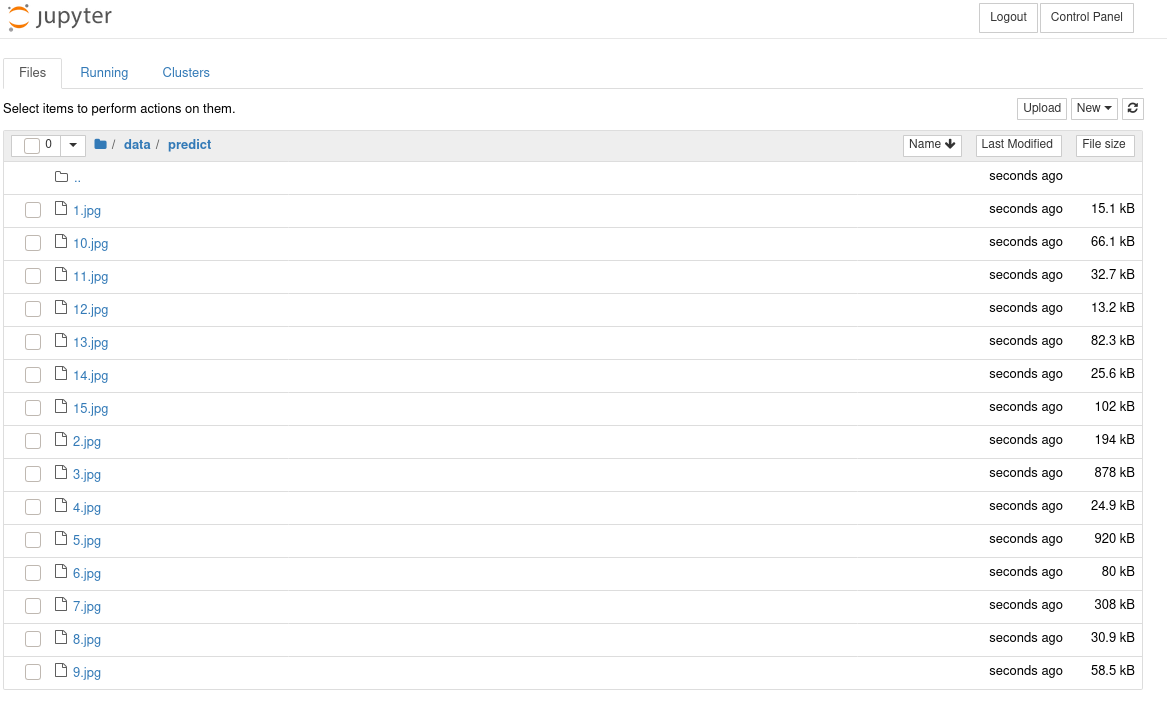 jupyter Logout Control Panel
Files Running Clusters
Select items to perform actions on them. Upload New
0 / data / predict Name Last Modified File size
.. seconds ago
1.jpg seconds ago 15.1 kB
10.jpg seconds ago 66.1 kB
11.jpg seconds ago 32.7 kB
12.jpg seconds ago 13.2 kB
13.jpg seconds ago 82.3 kB
14.jpg seconds ago 25.6 kB
15.jpg seconds ago 102 kB
2.jpg seconds ago 194 kB
3.jpg seconds ago 878 kB
4.jpg seconds ago 24.9 kB
5.jpg seconds ago 920 kB
6.jpg seconds ago 80 kB
7.jpg seconds ago 308 kB
8.jpg seconds ago 30.9 kB
9.jpg seconds ago 58.5 kB